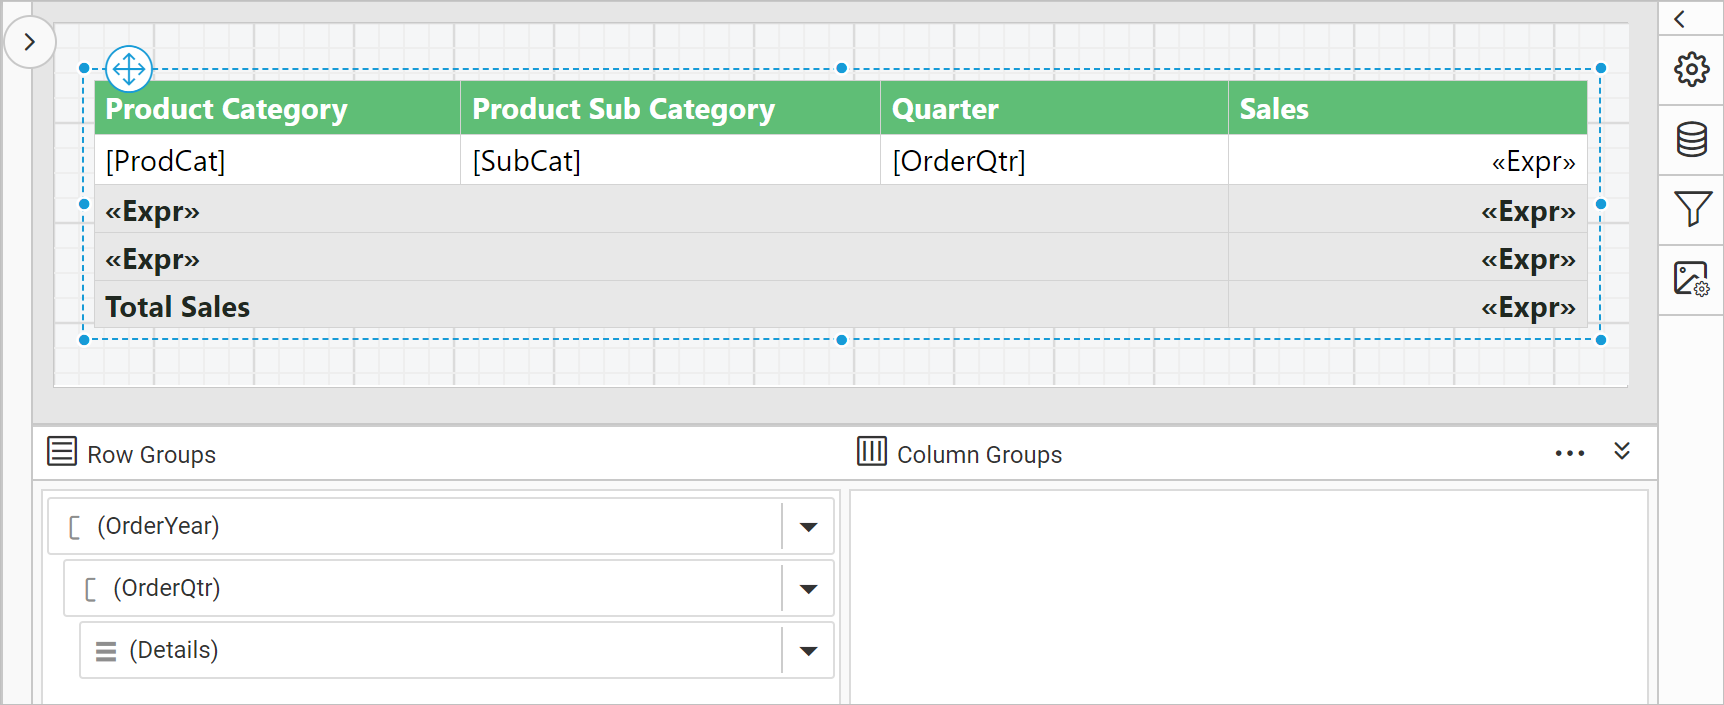 Product Category Product Sub Category Quarter Sales
[ProdCat] [SubCat] [OrderQtr] «Expr»
«Expr» «Expr»
«Expr» «Expr»
Total Sales «Expr»
Row Groups Column Groups
(OrderYear)
(OrderQtr)
(Details)